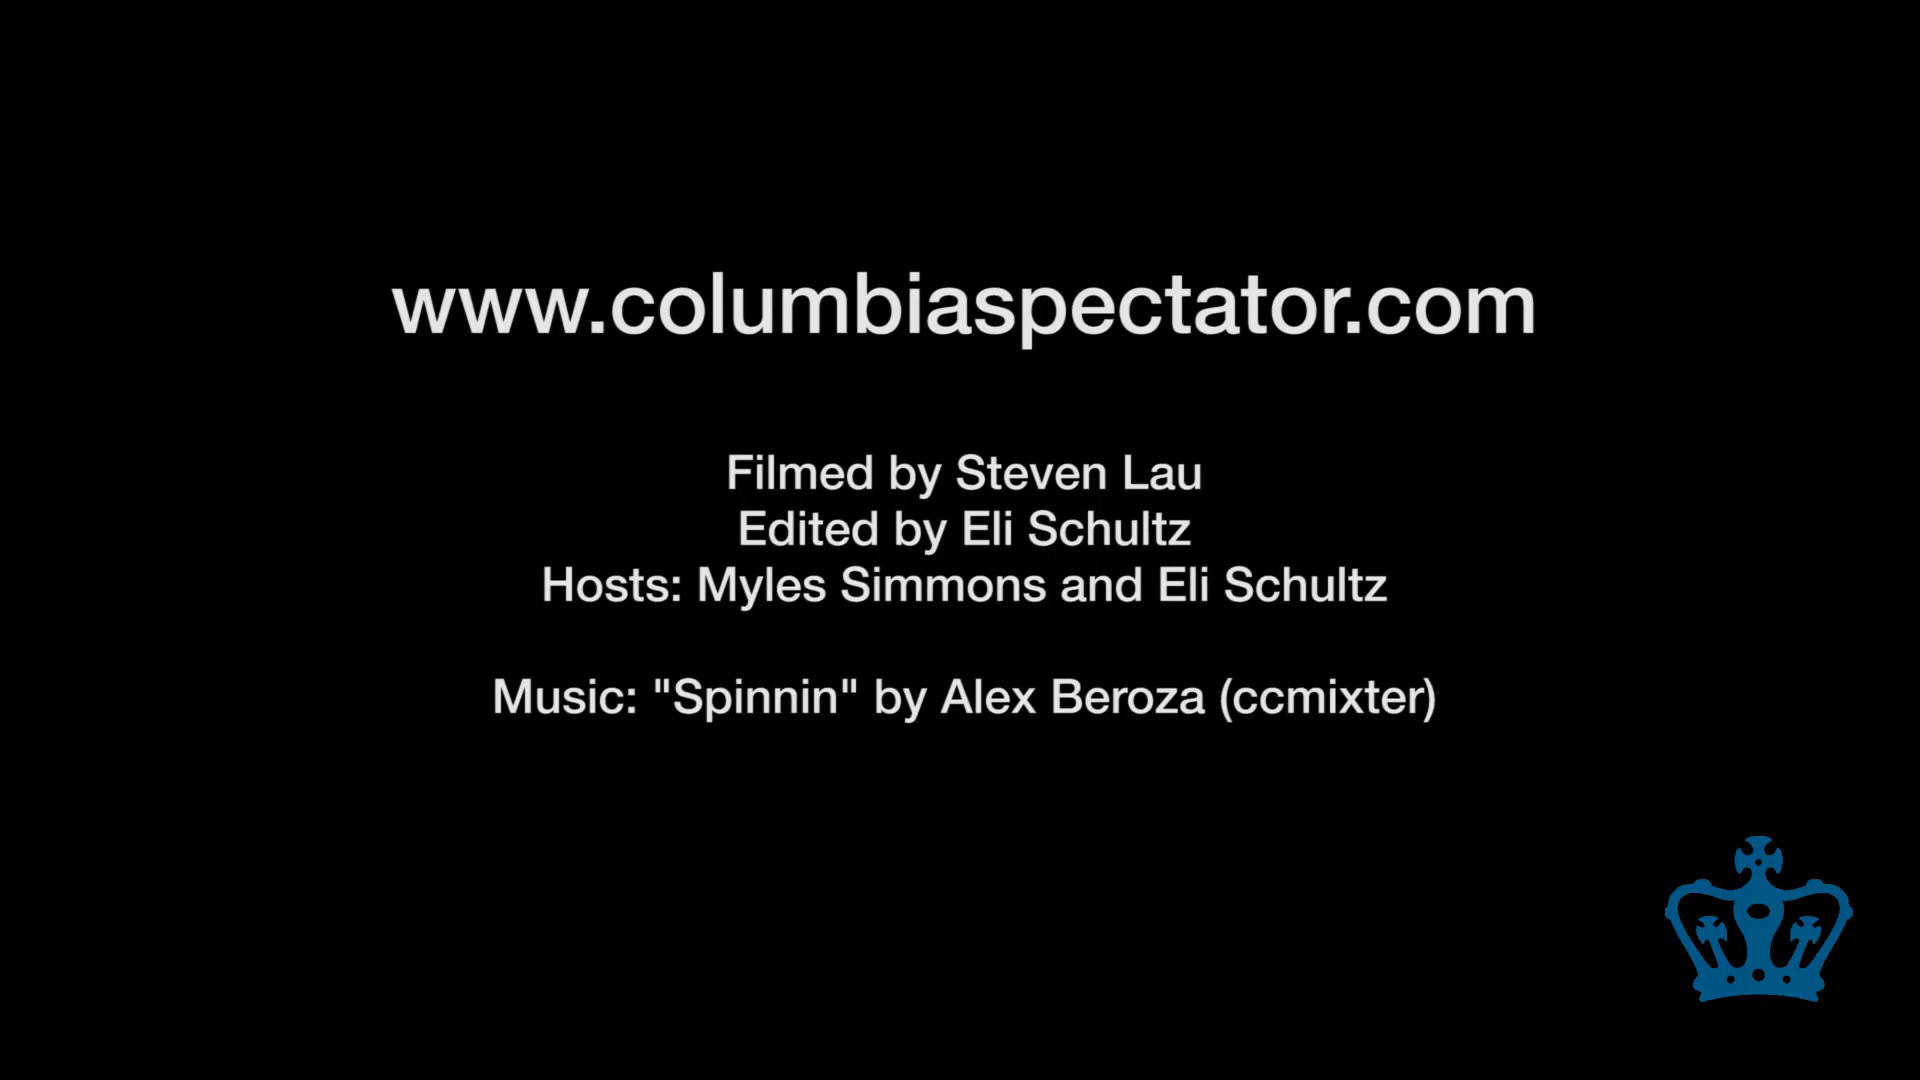 www.columbiaspectator.com
Filmed by Steven Lau
Edited by Eli Schultz
Hosts: Myles Simmons and Eli Schultz
Music: "Spinnin" by Alex Beroza (ccmixter)